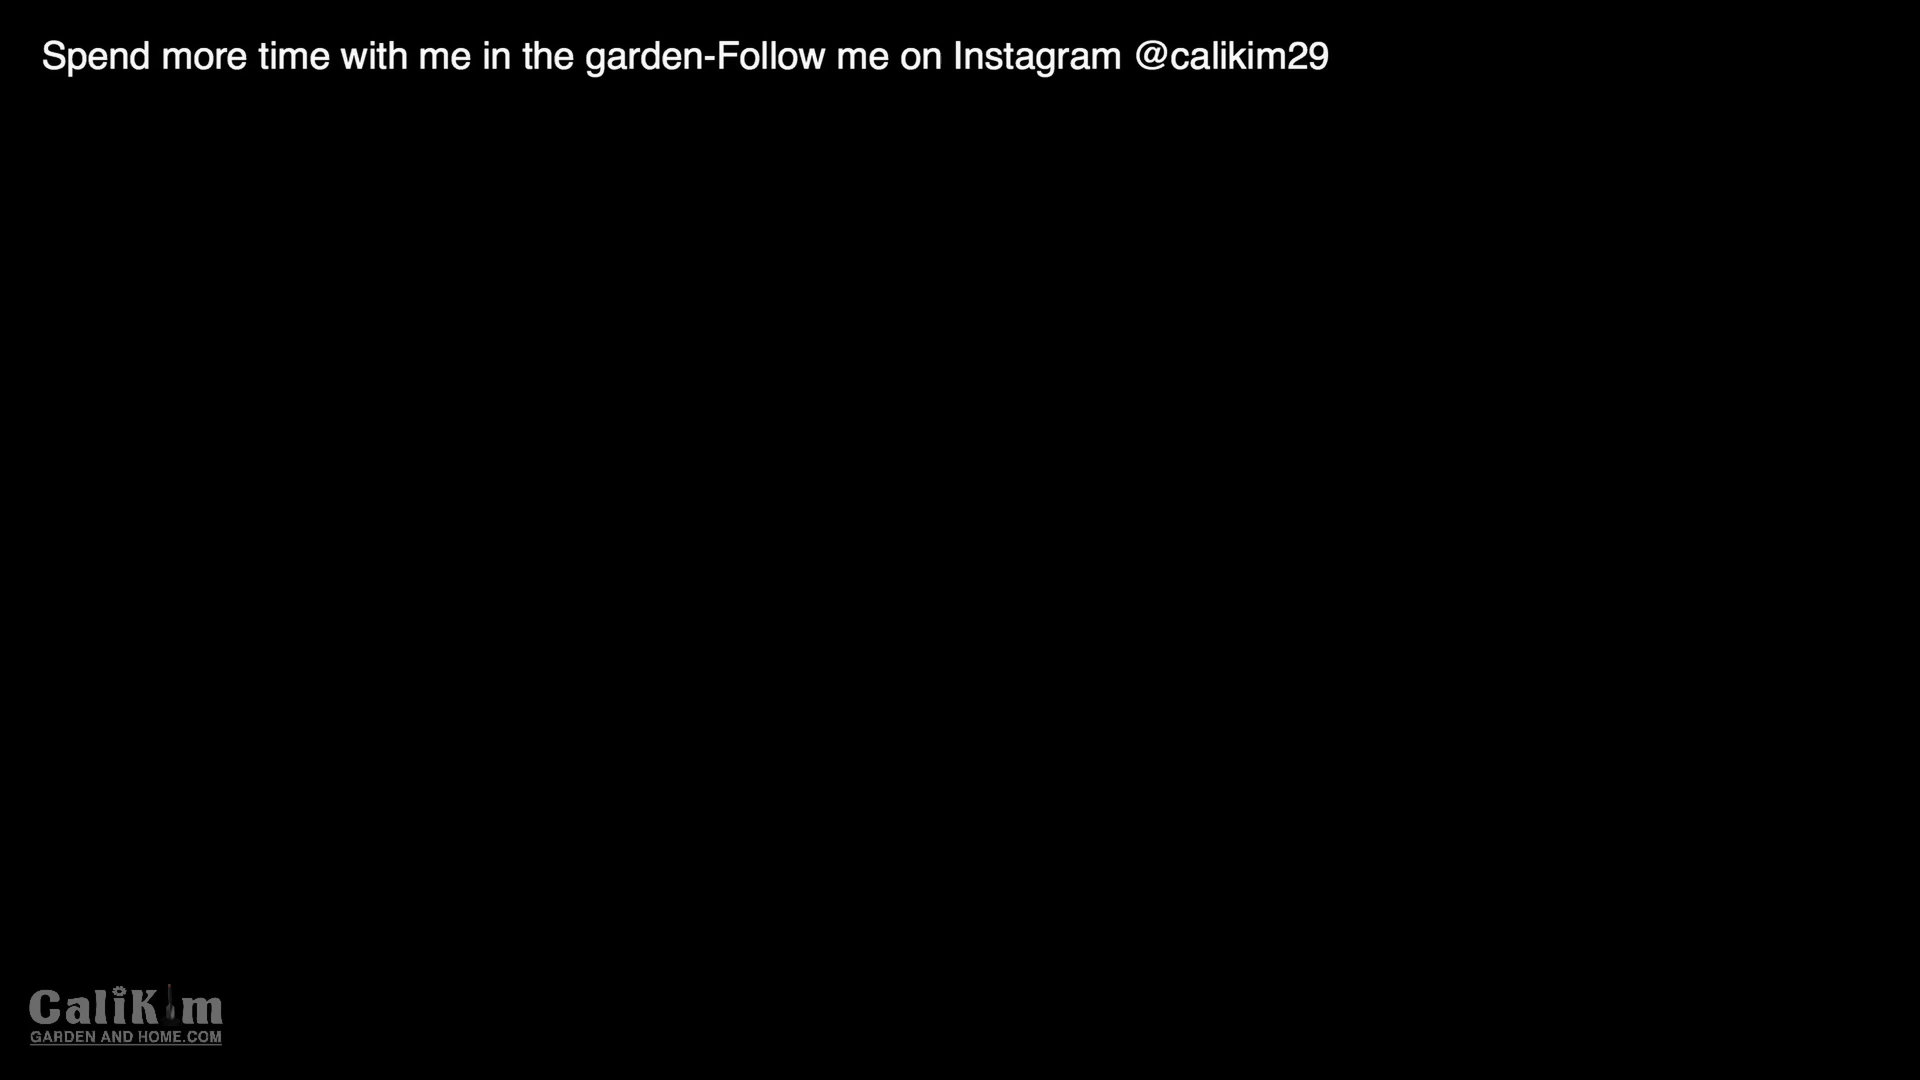 Spend more time with me in the garden-Follow me on Instagram @calikim29
CaliKim
GARDEN AND HOME.COM